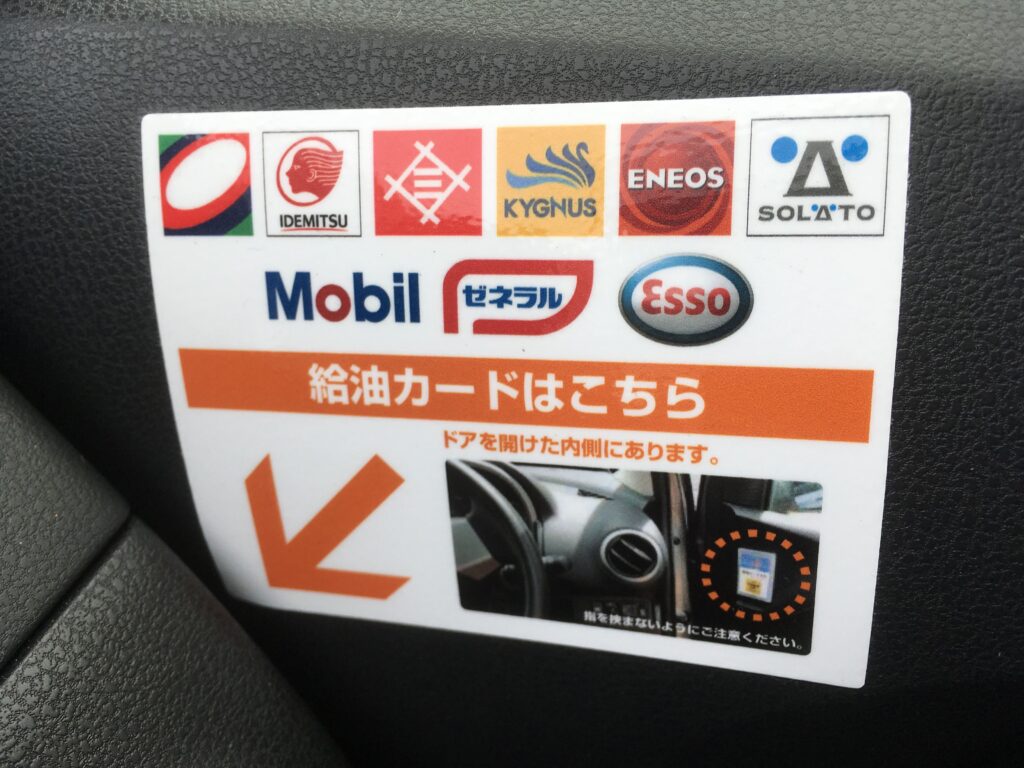 IDEMITSU
KYGNUS
ENEOS
SOLATO
Mobil
ゼネラル
Esso
給油カードはこちら
ドアを開けた内側にあります。
指を挟まないようにご注意ください。